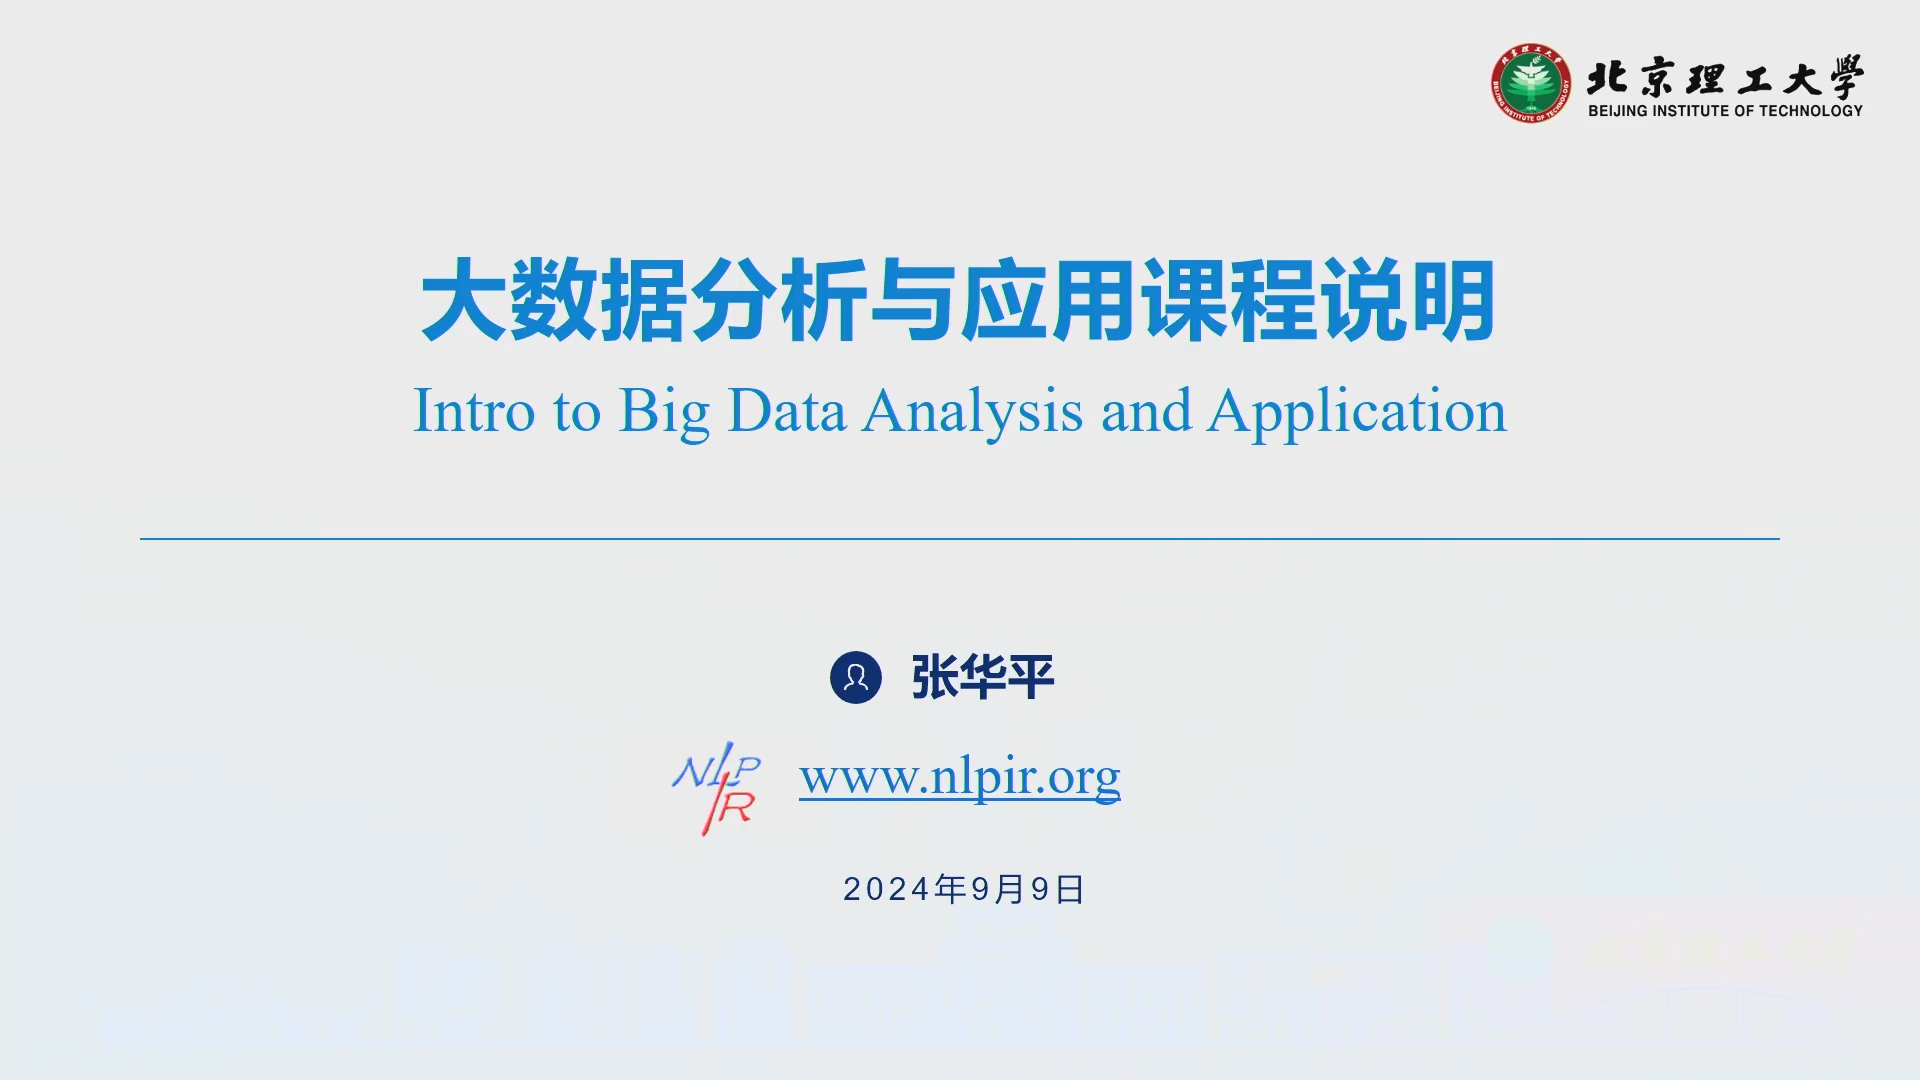 北京理工大學
BEIJING INSTITUTE OF TECHNOLOGY
大数据分析与应用课程说明
Intro to Big Data Analysis and Application
张华平
NLPIR
www.nlpir.org
2024年9月9日